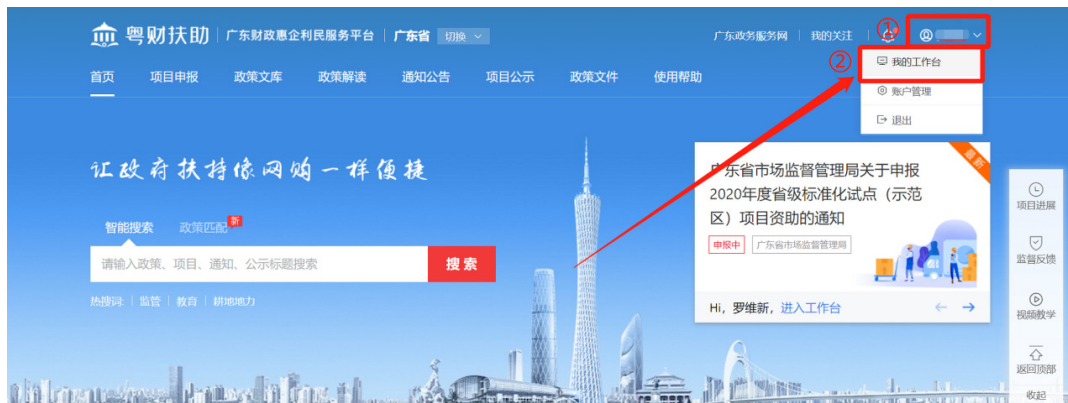 粤财扶助 广东财政惠企利民服务平台 广东省 切换
广东政务服务网 我的关注
①
②
首页 项目申报 政策文库 政策解读 通知公告 项目公示 政策文件 使用帮助
我的工作台
账户管理
退出
让政府扶持像网购一样便捷
智能搜索 政策匹配 新
请输入政策、项目、通知、公示标题搜索
搜索
热搜词: 监管 教育 耕地地力
最新
广东省市场监督管理局关于申报
2020年度省级标准化试点（示范
区）项目资助的通知
申报中 广东省市场监督管理局
Hi，罗维新，进入工作台
项目进展
监督反馈
视频教学
返回顶部
收起